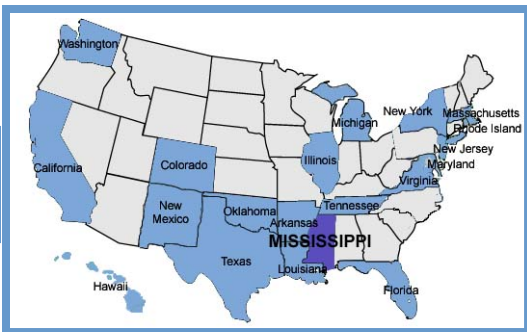 Washington
New York
Massachusetts
Michigan
Rhode Island
New Jersey
Illinois
Maryland
California
Colorado
Virginia
Tennessee
New
Mexico
Oklahoma
Arkansas
MISSISSIPPI
Texas
Louisiana
Hawaii
Florida